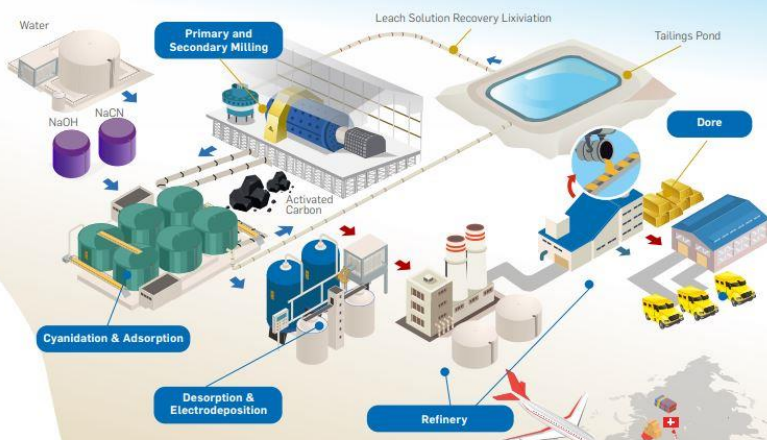 Water
Primary and
Secondary Milling
Leach Solution Recovery Lixiviation
Tailings Pond
NaOH
NaCN
Dore
Activated
Carbon
Cyanidation & Adsorption
Desorption &
Electrodeposition
Refinery